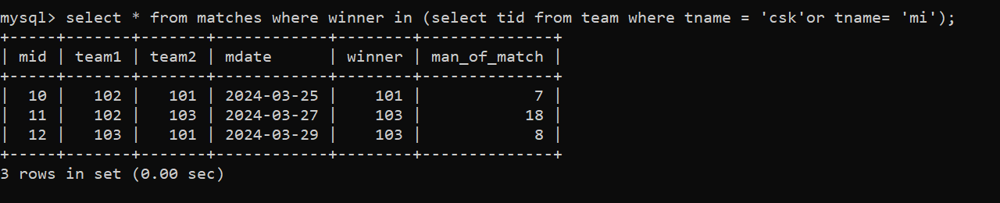 mysql> select * from matches where winner in (select tid from team where tname = 'csk'or tname= 'mi');
+-----+-------+-------+------------+--------+--------------+
| mid | team1 | team2 | mdate      | winner | man_of_match |
+-----+-------+-------+------------+--------+--------------+
|  10 |   102 |   101 | 2024-03-25 |    101 |            7 |
|  11 |   102 |   103 | 2024-03-27 |    103 |           18 |
|  12 |   103 |   101 | 2024-03-29 |    103 |            8 |
+-----+-------+-------+------------+--------+--------------+
3 rows in set (0.00 sec)